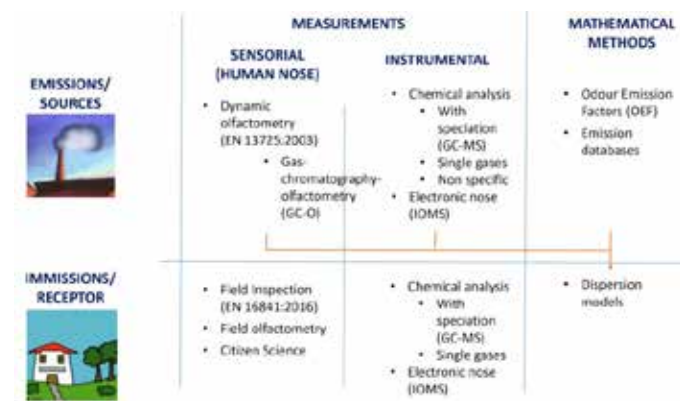 MEASUREMENTS
MATHEMATICAL
METHODS
SENSORIAL
(HUMAN NOSE)
INSTRUMENTAL
EMISSIONS/
SOURCES
• Dynamic
olfactometry
(EN 13725:2003)
• Gas-
chromatography-
olfactometry
(GC-O)
• Chemical analysis
• With
speciation
(GC-MS)
• Single gases
• Non specific
• Electronic nose
(IOMS)
• Odour Emission
Factors (OEF)
• Emission
databases
IMMISSIONS/
RECEPTOR
• Field Inspection
(EN 16841:2016)
• Field olfactometry
• Citizen Science
• Chemical analysis
• With
speciation
(GC-MS)
• Single gases
• Electronic nose
(IOMS)
• Dispersion
models